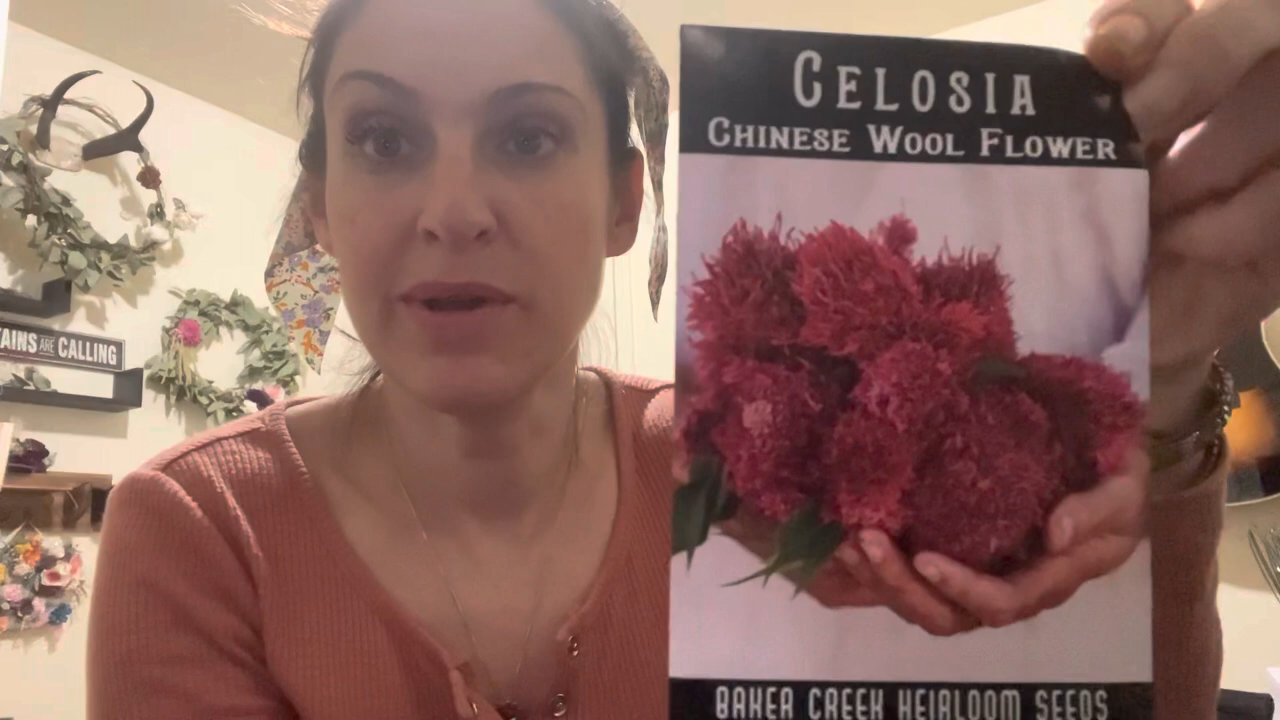 CELOSIA
CHINESE WOOL FLOWER
AINS ARE CALLING
BAKER CREEK HEIRLOOM SEEDS